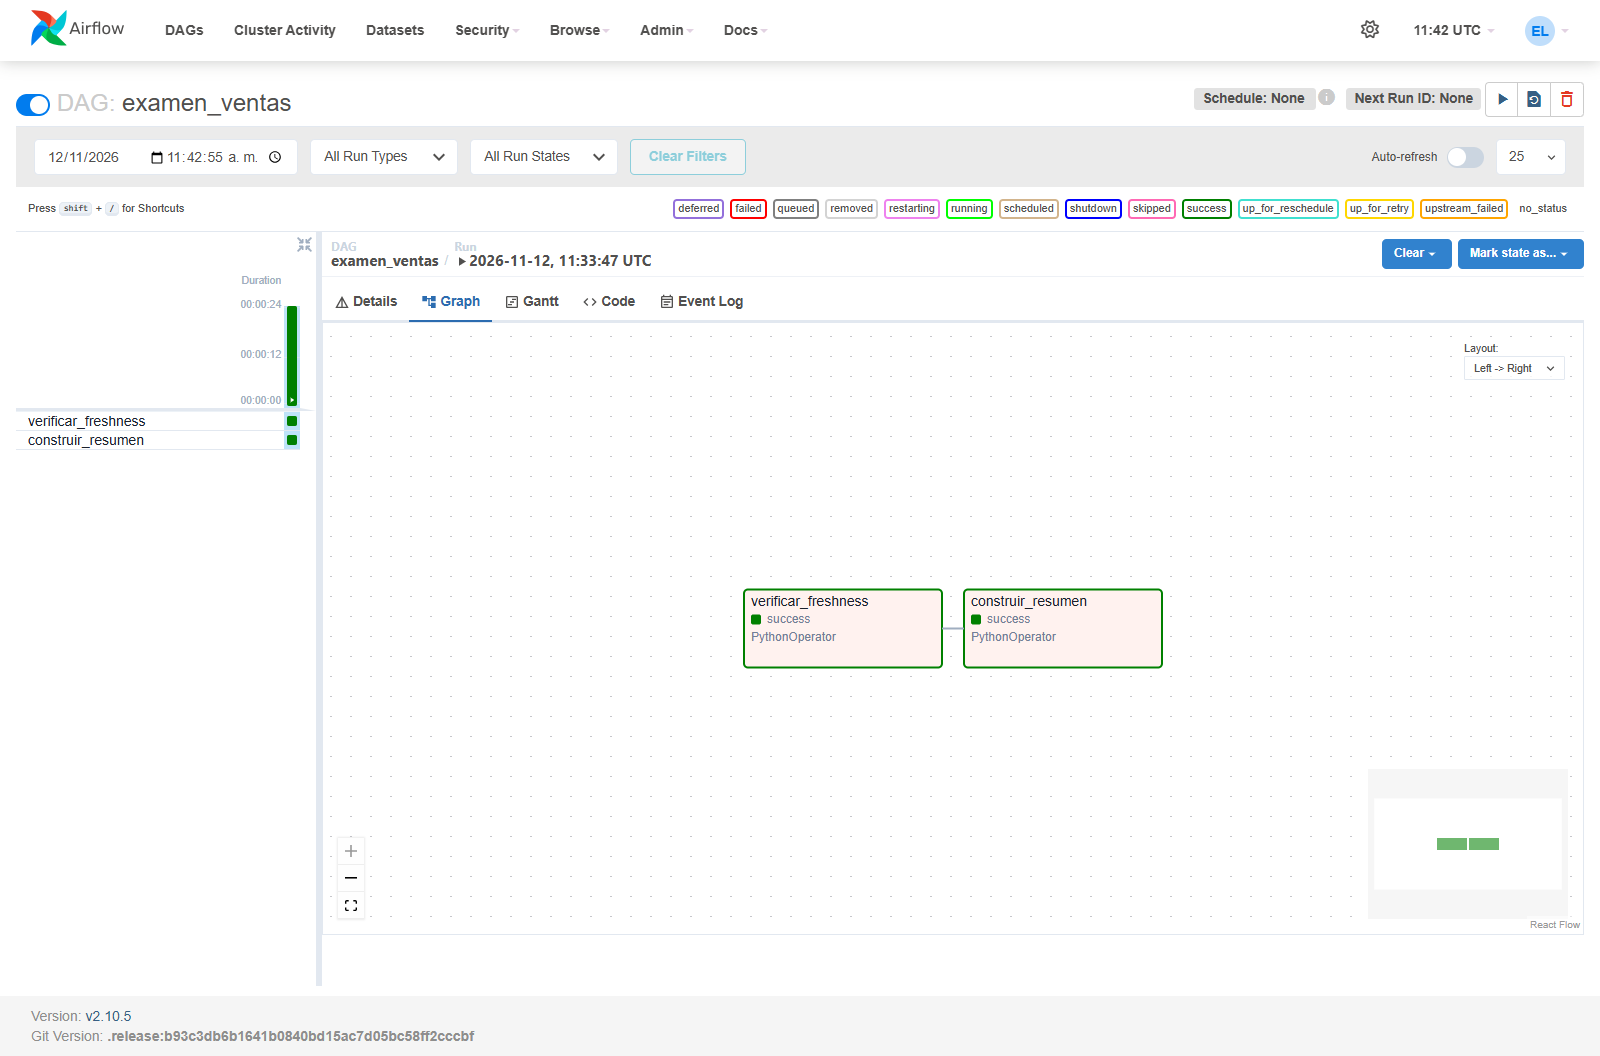 Airflow
DAGs Cluster Activity Datasets Security Browse Admin Docs
11:42 UTC
EL
DAG: examen_ventas
Schedule: None
Next Run ID: None
12/11/2026 11:42:55 a. m.
All Run Types
All Run States
Clear Filters
Auto-refresh
25
Press shift + / for Shortcuts
deferred failed queued removed restarting running scheduled shutdown skipped success up_for_reschedule up_for_retry upstream_failed no_status
Duration
00:00:24
00:00:12
00:00:00
verificar_freshness
construir_resumen
DAG
examen_ventas /
Run
2026-11-12, 11:33:47 UTC
Clear
Mark state as...
Details Graph Gantt Code Event Log
Layout:
Left -> Right
verificar_freshness
success
PythonOperator
construir_resumen
success
PythonOperator
React Flow
Version: v2.10.5
Git Version: .release:b93c3db6b1641b0840bd15ac7d05bc58ff2cccbf